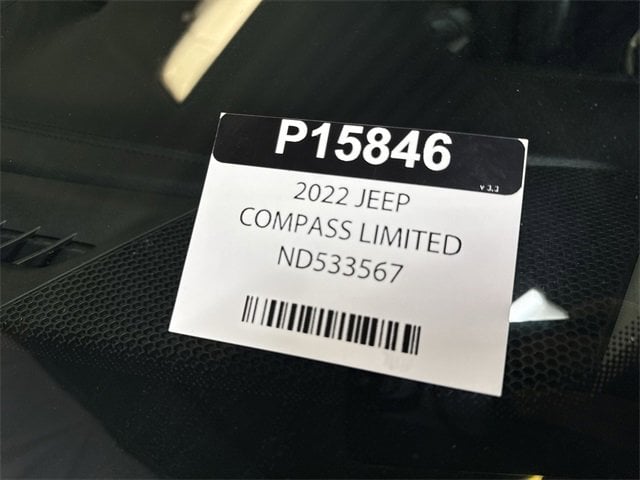 P15846
v 3.3
2022 JEEP
COMPASS LIMITED
ND533567